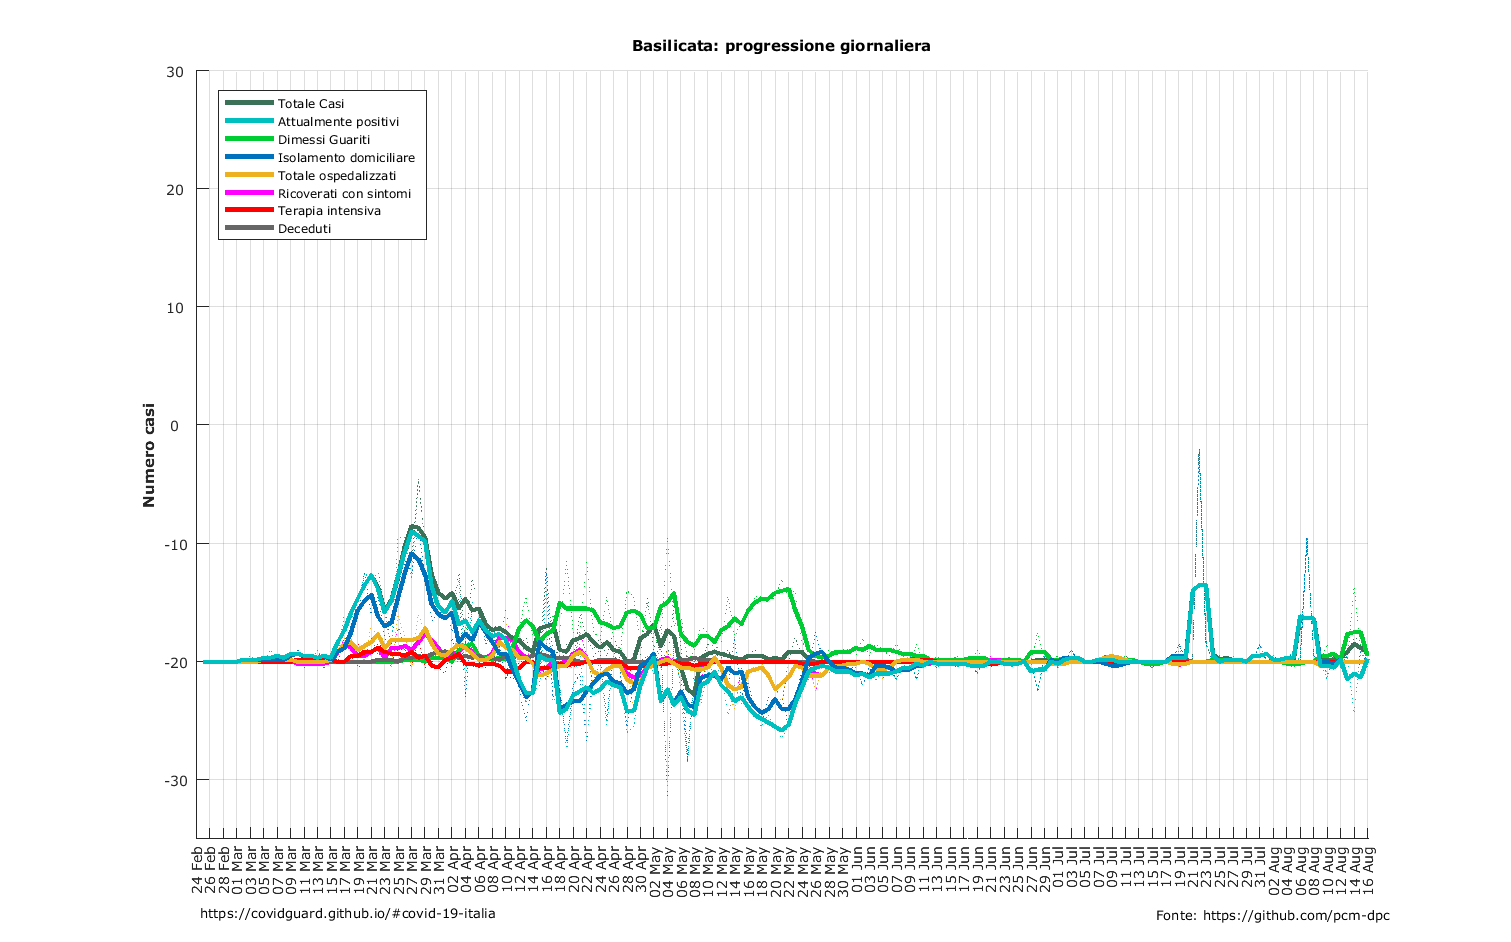 Basilicata: progressione giornaliera
30
20
10
0
-10
-20
-30
Numero casi
Totale Casi
Attualmente positivi
Dimessi Guariti
Isolamento domiciliare
Totale ospedalizzati
Ricoverati con sintomi
Terapia intensiva
Deceduti
24 Feb
26 Feb
28 Feb
01 Mar
03 Mar
05 Mar
07 Mar
09 Mar
11 Mar
13 Mar
15 Mar
17 Mar
19 Mar
21 Mar
23 Mar
25 Mar
27 Mar
29 Mar
31 Mar
02 Apr
04 Apr
06 Apr
08 Apr
10 Apr
12 Apr
14 Apr
16 Apr
18 Apr
20 Apr
22 Apr
24 Apr
26 Apr
28 Apr
30 Apr
02 May
04 May
06 May
08 May
10 May
12 May
14 May
16 May
18 May
20 May
22 May
24 May
26 May
28 May
30 May
01 Jun
03 Jun
05 Jun
07 Jun
09 Jun
11 Jun
13 Jun
15 Jun
17 Jun
19 Jun
21 Jun
23 Jun
25 Jun
27 Jun
29 Jun
01 Jul
03 Jul
05 Jul
07 Jul
09 Jul
11 Jul
13 Jul
15 Jul
17 Jul
19 Jul
21 Jul
23 Jul
25 Jul
27 Jul
29 Jul
31 Jul
02 Aug
04 Aug
06 Aug
08 Aug
10 Aug
12 Aug
14 Aug
16 Aug
https://covidguard.github.io/#covid-19-italia
Fonte: https://github.com/pcm-dpc